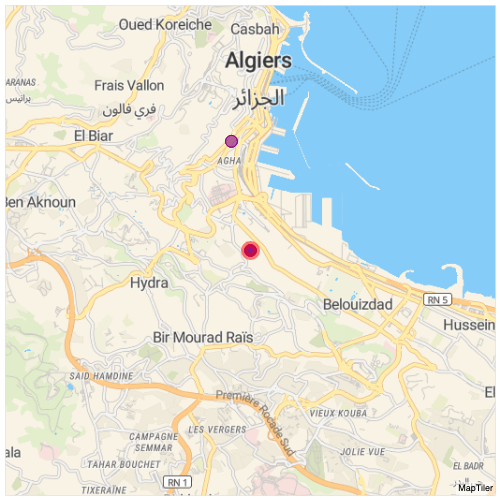 Oued Koreiche
Casbah
Algiers
الجزائر
Frais Vallon
فري فالون
ARANAS
برانيس
El Biar
AGHA
Ben Aknoun
Hydra
Belouizdad
RN 5
Hussein
Bir Mourad Raïs
SAID HAMDINE
Première Rocade Sud
VIEUX KOUBA
LES VERGERS
CAMPAGNE
SEMMAR
JOLIE VUE
ala
TAHAR BOUCHET
EL BADR
RN 1
TIXERAÏNE
El
MapTiler